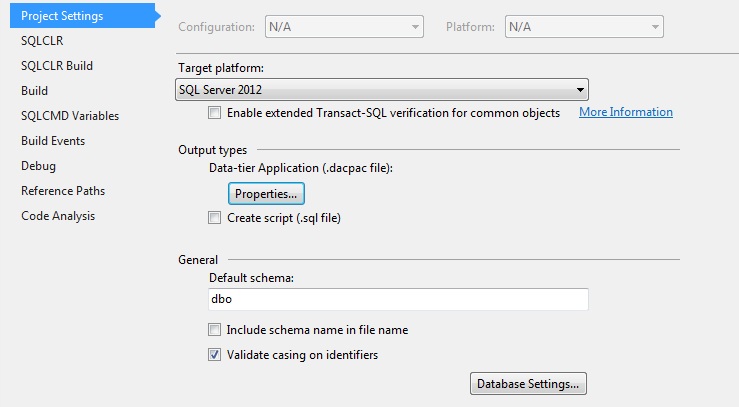 Project Settings
SQLCLR
SQLCLR Build
Build
SQLCMD Variables
Build Events
Debug
Reference Paths
Code Analysis
Configuration: N/A Platform: N/A
Target platform:
SQL Server 2012
Enable extended Transact-SQL verification for common objects More Information
Output types
Data-tier Application (.dacpac file):
Properties...
Create script (.sql file)
General
Default schema:
dbo
Include schema name in file name
Validate casing on identifiers
Database Settings...